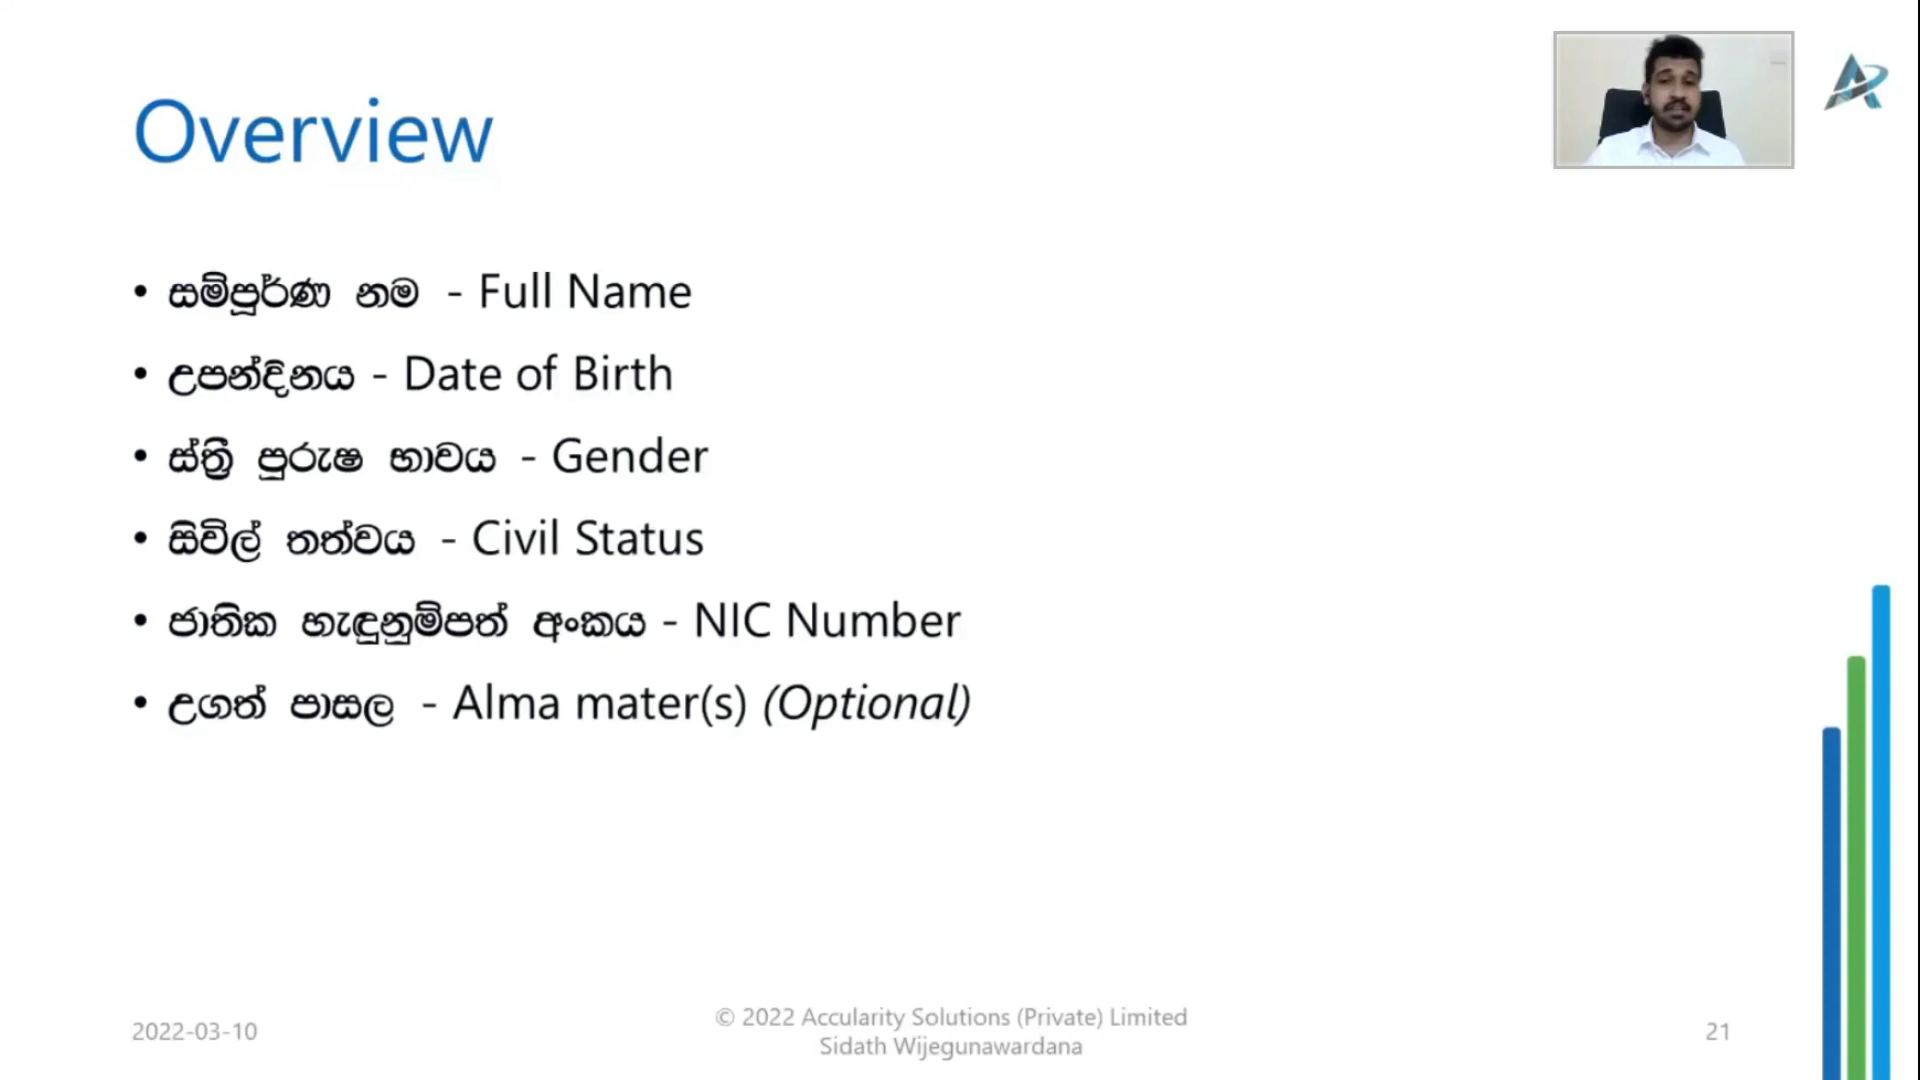 Overview
• සම්පූර්ණ නම - Full Name
• උපන්දිනය - Date of Birth
• ස්ත්‍රී පුරුෂ භාවය - Gender
• සිවිල් තත්වය - Civil Status
• ජාතික හැඳුනුම්පත් අංකය - NIC Number
• උගත් පාසල - Alma mater(s) (Optional)
2022-03-10
© 2022 Accularity Solutions (Private) Limited
Sidath Wijegunawardana
21